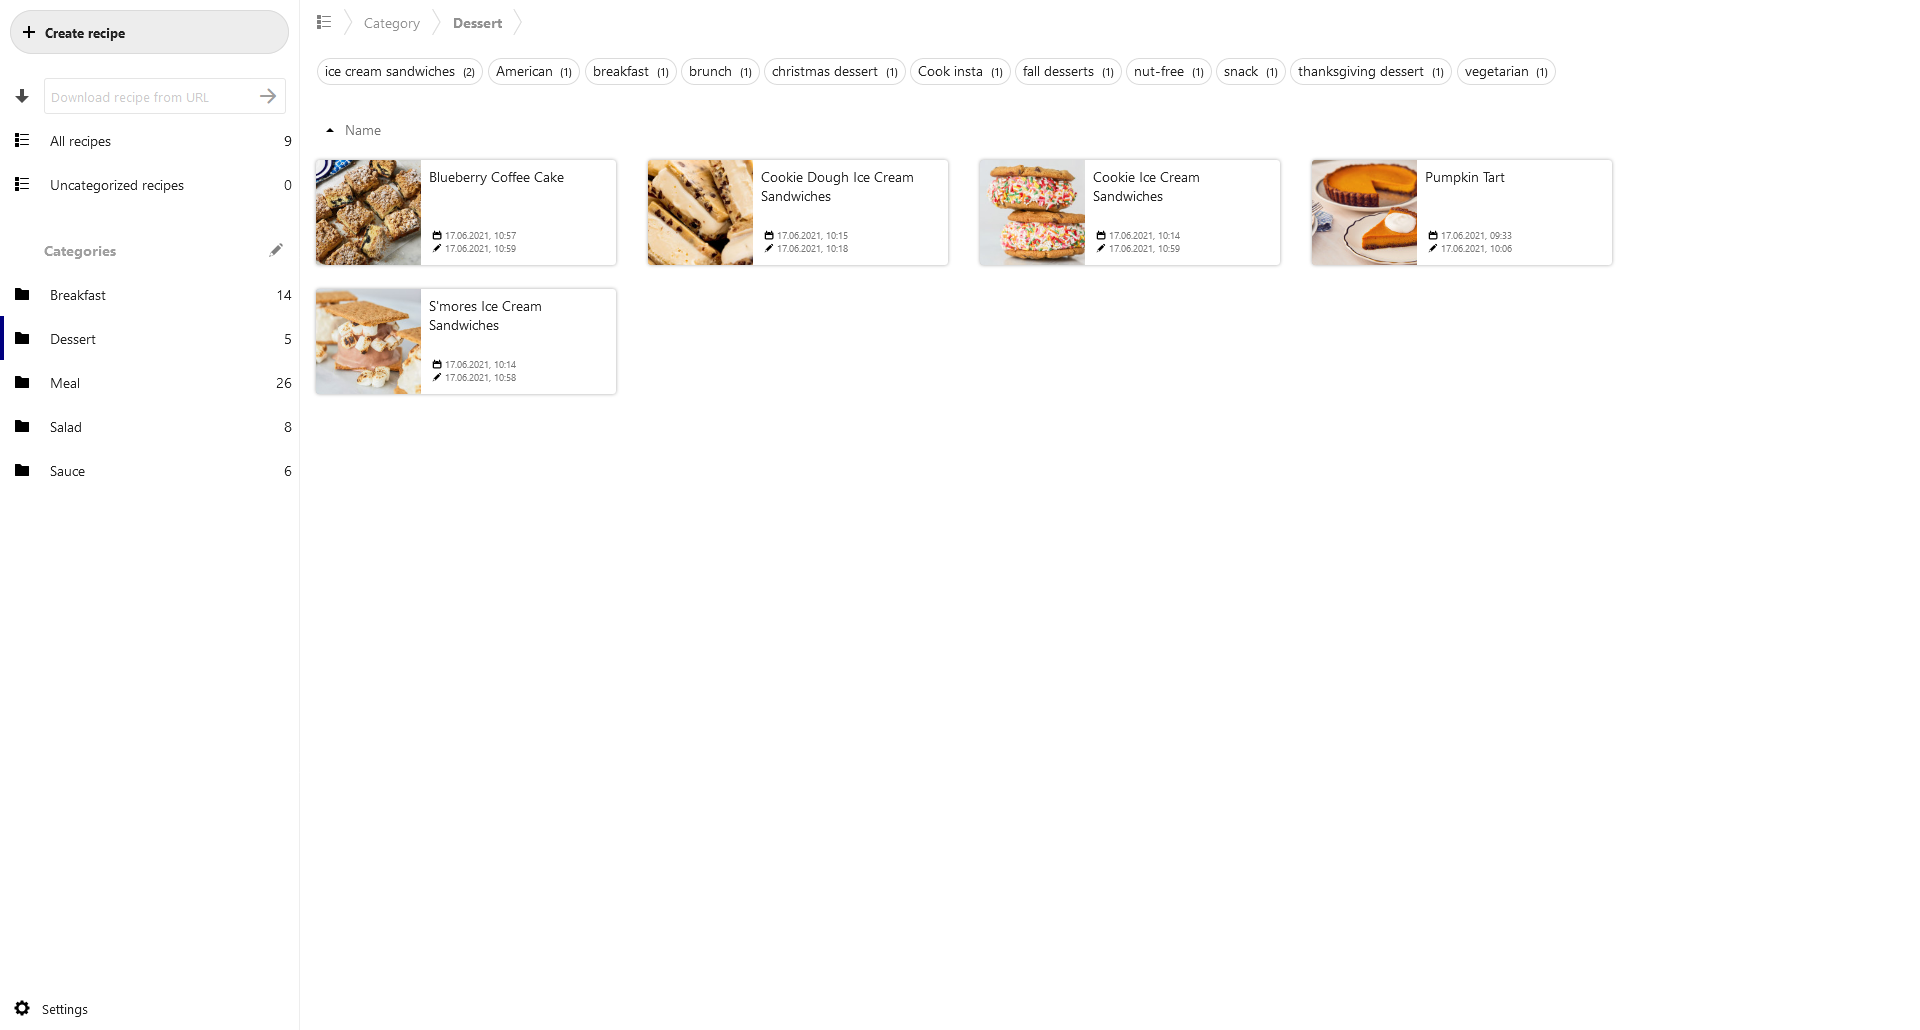 Create recipe
Download recipe from URL
All recipes 9
Uncategorized recipes 0
Categories
Breakfast 14
Dessert 5
Meal 26
Salad 8
Sauce 6
Settings
Category Dessert
ice cream sandwiches (2) American (1) breakfast (1) brunch (1) christmas dessert (1) Cook insta (1) fall desserts (1) nut-free (1) snack (1) thanksgiving dessert (1) vegetarian (1)
Name
Blueberry Coffee Cake
17.06.2021, 10:57
17.06.2021, 10:59
Cookie Dough Ice Cream
Sandwiches
17.06.2021, 10:15
17.06.2021, 10:18
Cookie Ice Cream
Sandwiches
17.06.2021, 10:14
17.06.2021, 10:59
Pumpkin Tart
17.06.2021, 09:33
17.06.2021, 10:06
S'mores Ice Cream
Sandwiches
17.06.2021, 10:14
17.06.2021, 10:58